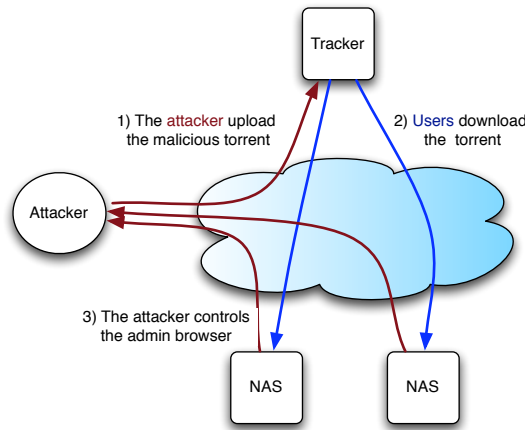 Tracker
1) The attacker upload
the malicious torrent
2) Users download
the torrent
Attacker
3) The attacker controls
the admin browser
NAS
NAS